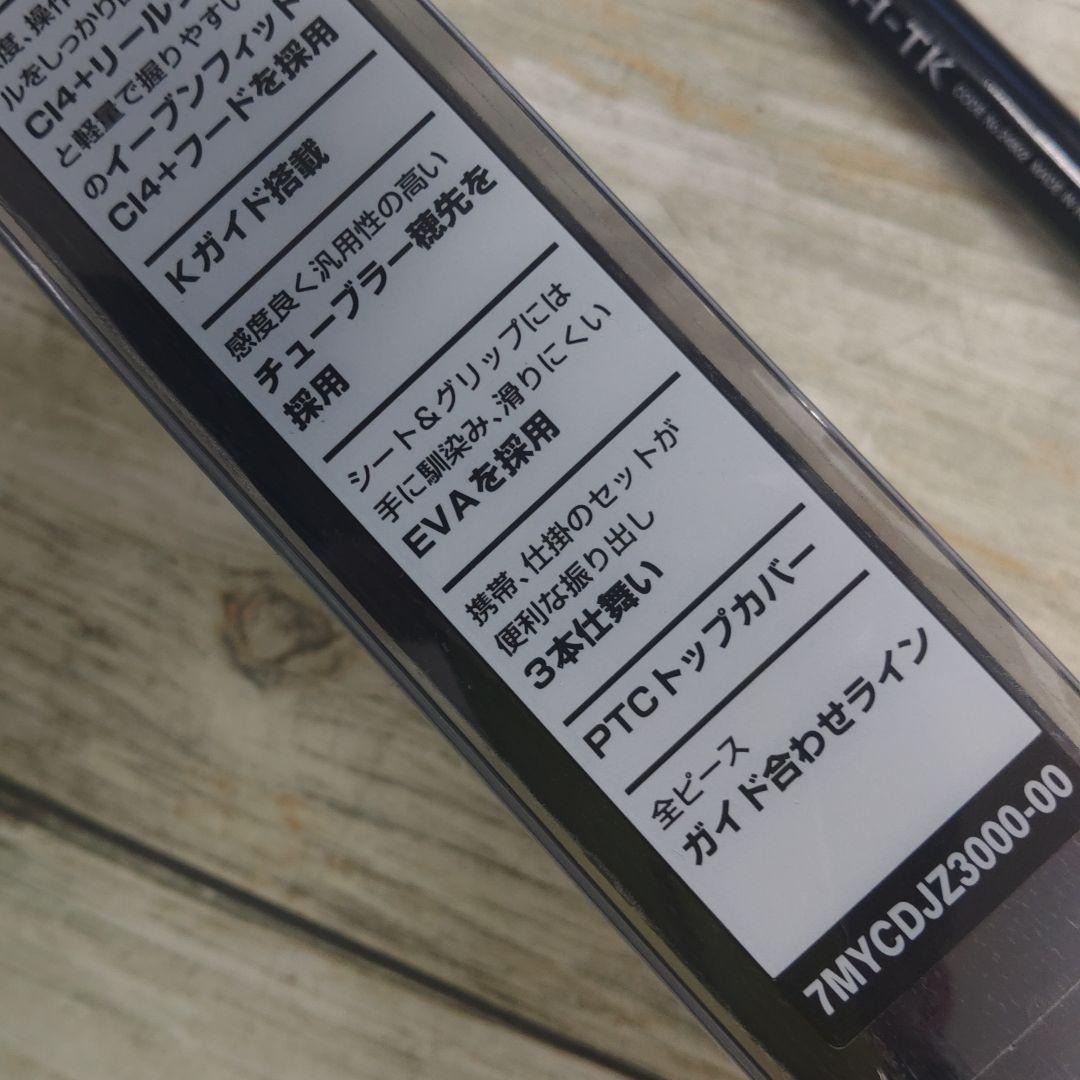 度、操作
ルをしっかり
CI4+リール
と軽量で握りやすい
のイーブンフィット
CI4+フードを採用
Kガイド搭載
感度良く汎用性の高い
チューブラー穂先を
採用
シート&グリップには
手に馴染み、滑りにくい
EVAを採用
携帯、仕掛のセットが
便利な振り出し
3本仕舞い
PTCトップカバー
全ピース
ガイド合わせライン
7MYCDJZ3000-00
H-TK